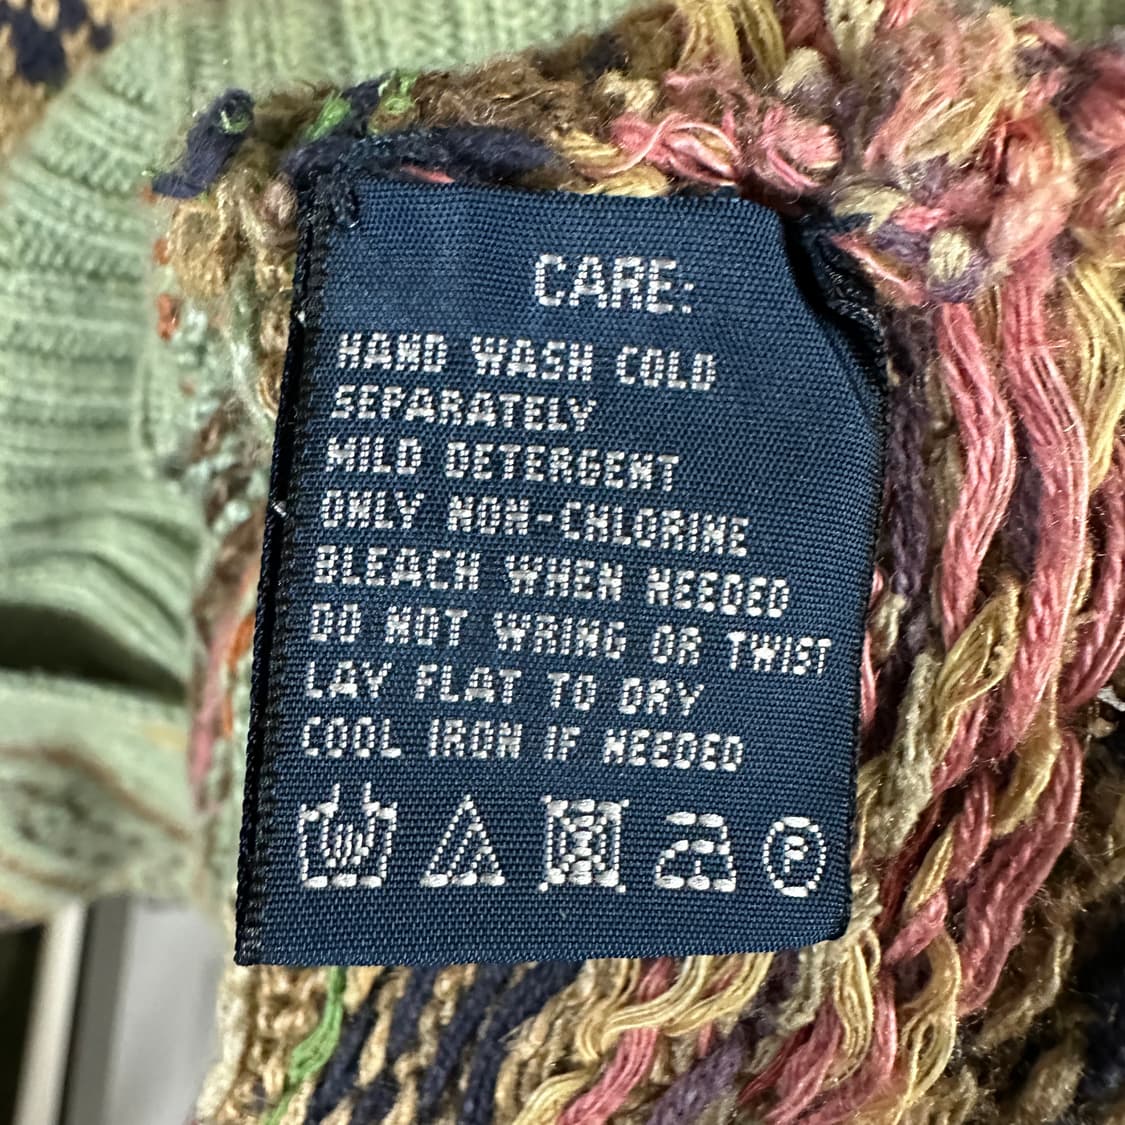 CARE:
HAND WASH COLD
SEPARATELY
MILD DETERGENT
ONLY NON-CHLORINE
BLEACH WHEN NEEDED
DO NOT WRING OR TWIST
LAY FLAT TO DRY
COOL IRON IF NEEDED
P